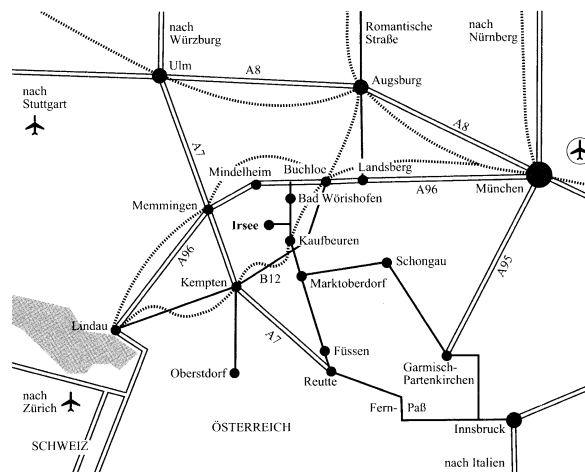 nach
Würzburg
Romantische
Straße
nach
Nürnberg
Ulm
A8
Augsburg
nach
Stuttgart
A8
A7
Mindelheim
Buchloe
Landsberg
A96
München
Bad Wörishofen
Memmingen
Irsee
Kaufbeuren
A96
Schongau
A95
Kempten
B12
Marktoberdorf
Lindau
A7
Füssen
Garmisch-
Partenkirchen
Oberstdorf
Reutte
nach
Zürich
Fern-
Paß
Innsbruck
ÖSTERREICH
SCHWEIZ
nach Italien